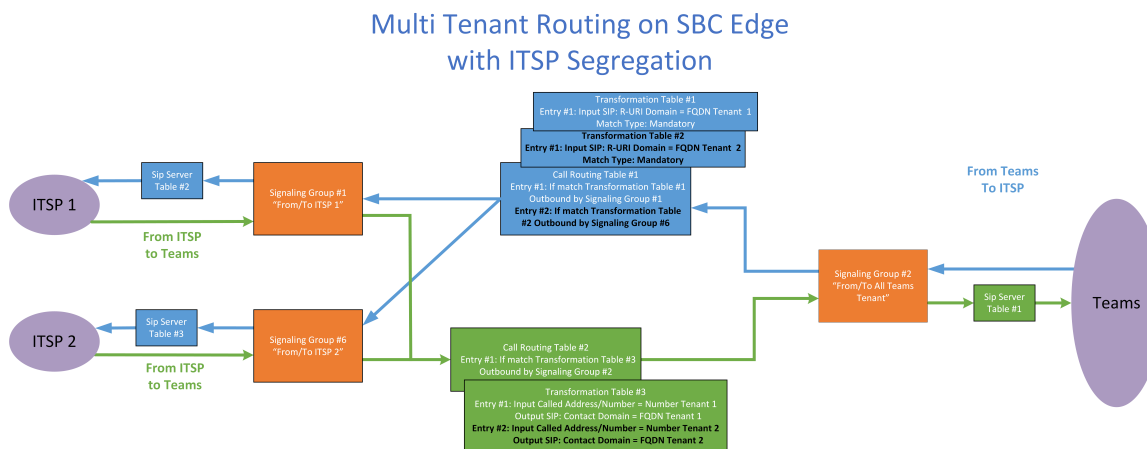 Multi Tenant Routing on SBC Edge
with ITSP Segregation
Transformation Table #1
Entry #1: Input SIP: R-URI Domain = FQDN Tenant 1
Match Type: Mandatory
Transformation Table #2
Entry #1: Input SIP: R-URI Domain = FQDN Tenant 2
Match Type: Mandatory
Call Routing Table #1
Entry #1: If match Transformation Table #1
Outbound by Signaling Group #1
Entry #2: If match Transformation Table
#2 Outbound by Signaling Group #6
From Teams
To ITSP
ITSP 1
Sip Server
Table #2
Signaling Group #1
"From/To ITSP 1"
From ITSP
to Teams
Signaling Group #2
"From/To All Teams
Tenant"
Sip Server
Table #1
Teams
ITSP 2
Sip Server
Table #3
Signaling Group #6
"From/To ITSP 2"
From ITSP
to Teams
Call Routing Table #2
Entry #1: If match Transformation Table #3
Outbound by Signaling Group #2
Transformation Table #3
Entry #1: Input Called Address/Number = Number Tenant 1
Output SIP: Contact Domain = FQDN Tenant 1
Entry #2: Input Called Address/Number = Number Tenant 2
Output SIP: Contact Domain = FQDN Tenant 2